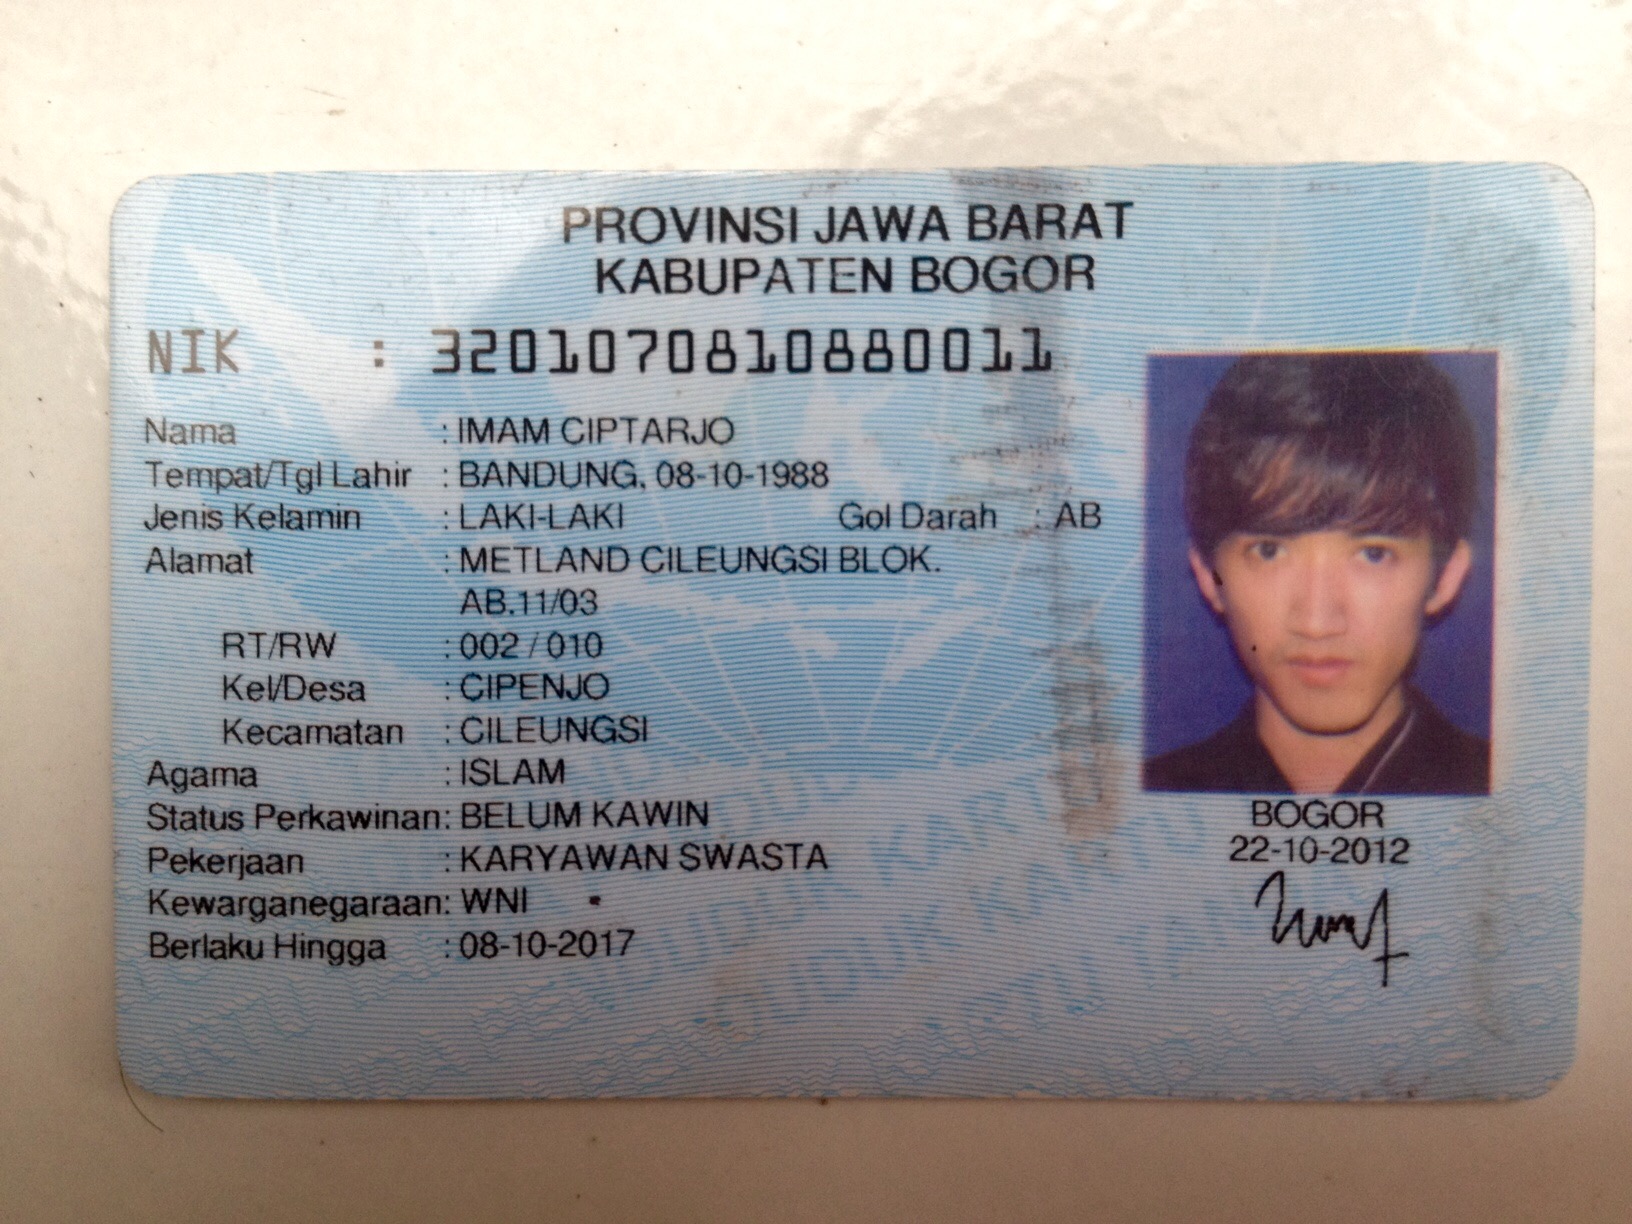 PROVINSI JAWA BARAT
KABUPATEN BOGOR
NIK : 3201070810880011
Nama : IMAM CIPTARJO
Tempat/Tgl Lahir : BANDUNG, 08-10-1988
Jenis Kelamin : LAKI-LAKI Gol Darah : AB
Alamat : METLAND CILEUNGSI BLOK.
AB.11/03
RT/RW : 002 / 010
Kel/Desa : CIPENJO
Kecamatan : CILEUNGSI
Agama : ISLAM
Status Perkawinan: BELUM KAWIN
Pekerjaan : KARYAWAN SWASTA
Kewarganegaraan: WNI
Berlaku Hingga : 08-10-2017
BOGOR
22-10-2012